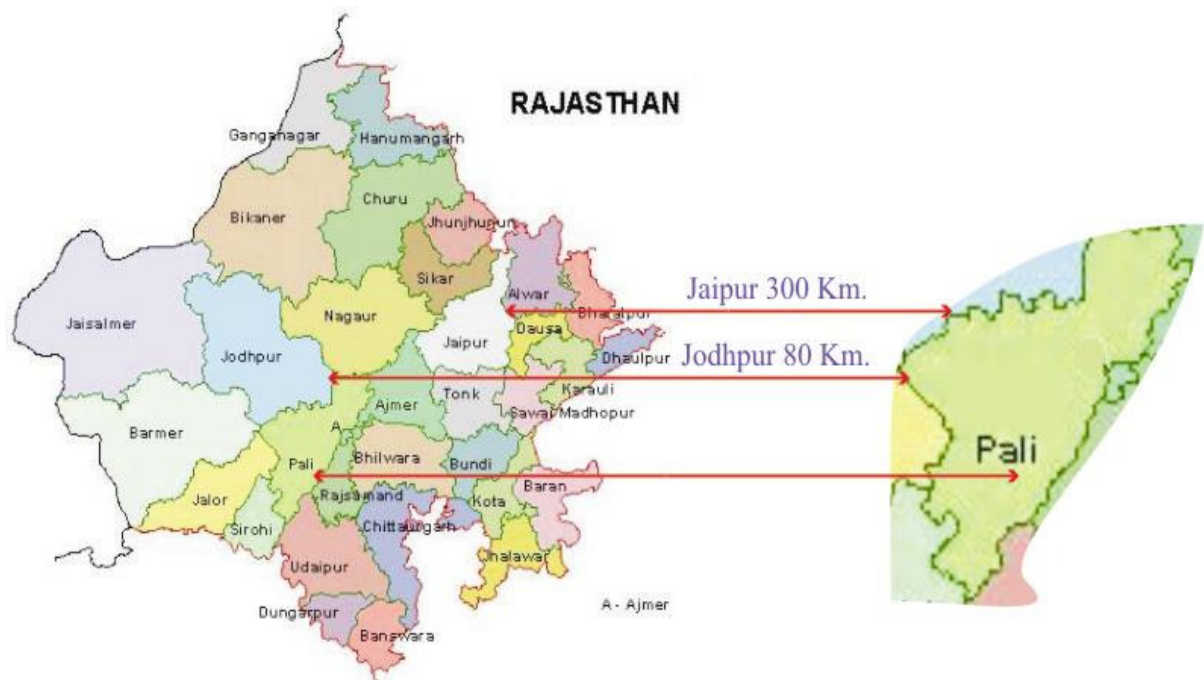 RAJASTHAN
Ganganagar
Hanumangarh
Churu
Bikaner
Jhunjhunun
Sikar
Alwar
Jaipur 300 Km.
Bharatpur
Nagaur
Jaisalmer
Dausa
Jaipur
Jodhpur
Dhaulpur
Jodhpur 80 Km.
Karauli
Tonk
Ajmer
Sawai Madhopur
A
Barmer
Pali
Bhilwara
Bundi
Pali
Baran
Jalor
Rajsamand
Kota
Sirohi
Chittaurgarh
Jhalawar
Udaipur
A - Ajmer
Dungarpur
Banswara